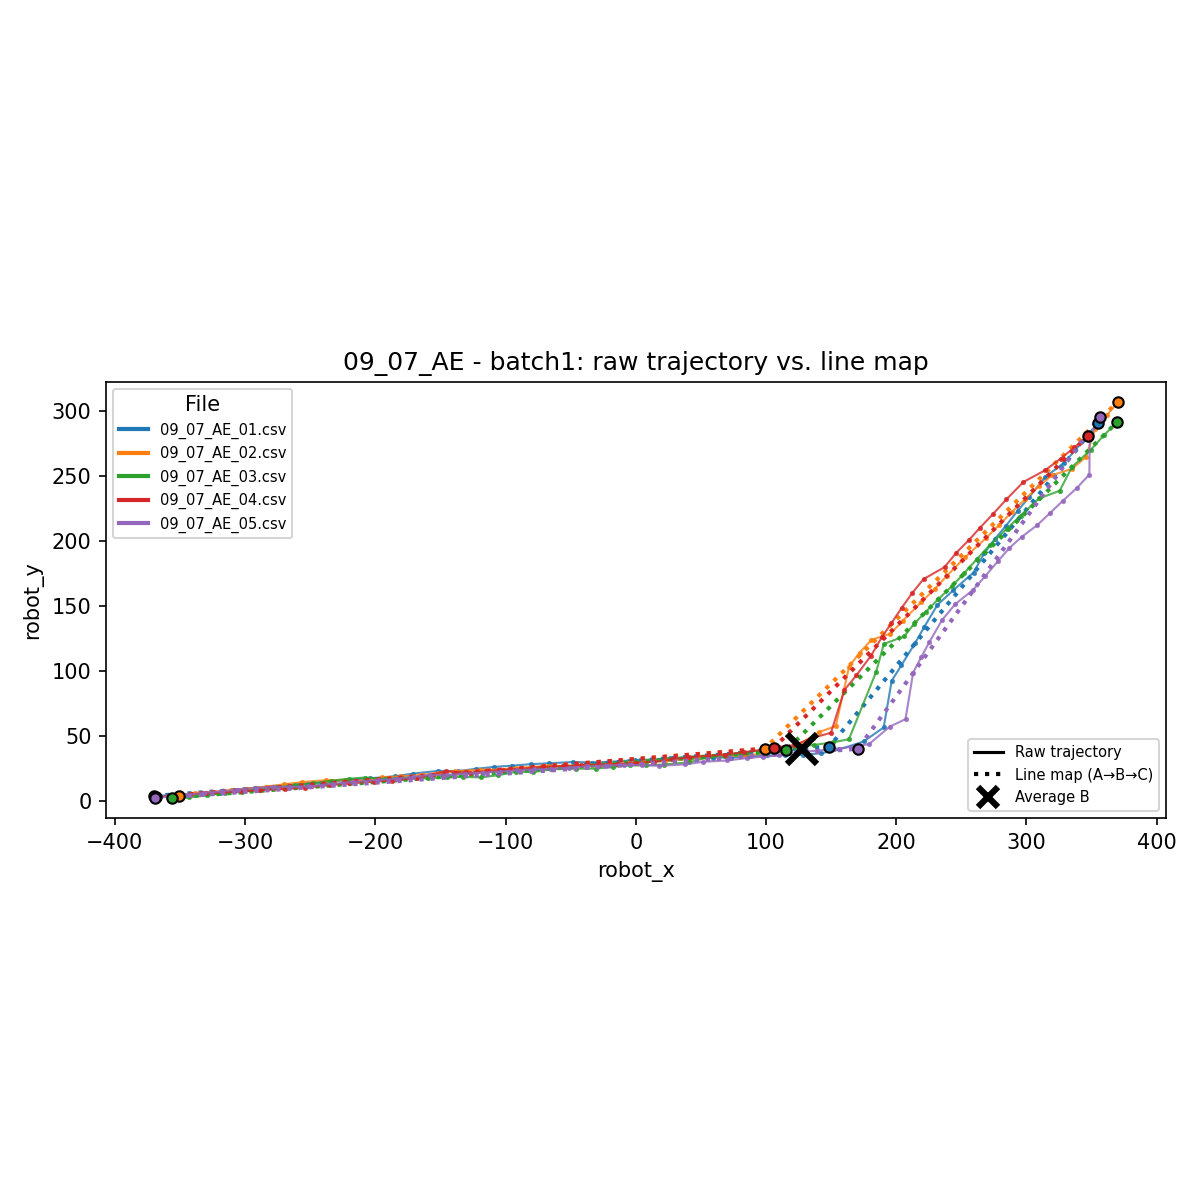 09_07_AE - batch1: raw trajectory vs. line map
File
09_07_AE_01.csv
09_07_AE_02.csv
09_07_AE_03.csv
09_07_AE_04.csv
09_07_AE_05.csv
300
250
200
150
100
50
0
robot_y
Raw trajectory
Line map (A→B→C)
Average B
−400 −300 −200 −100 0 100 200 300 400
robot_x